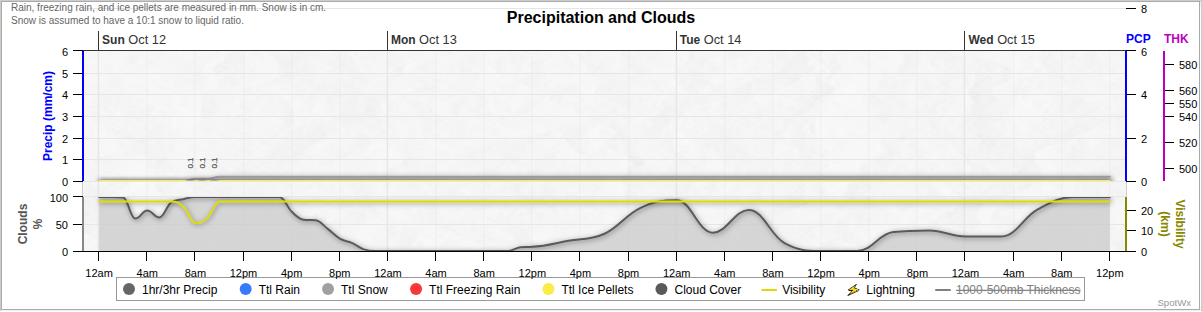 Rain, freezing rain, and ice pellets are measured in mm. Snow is in cm.
Snow is assumed to have a 10:1 snow to liquid ratio.
Precipitation and Clouds
Sun Oct 12 Mon Oct 13 Tue Oct 14 Wed Oct 15
PCP THK
8
6 6
5 580
4 4 560
550
3 540
2 2 520
1 500
0 0
Precip (mm/cm)
0.1 0.1 0.1
100
50 20
10
0 0
Clouds
%
Visibility
(km)
12am 4am 8am 12pm 4pm 8pm 12am 4am 8am 12pm 4pm 8pm 12am 4am 8am 12pm 4pm 8pm 12am 4am 8am 12pm
1hr/3hr Precip Ttl Rain Ttl Snow Ttl Freezing Rain Ttl Ice Pellets Cloud Cover Visibility Lightning 1000-500mb Thickness
SpotWx